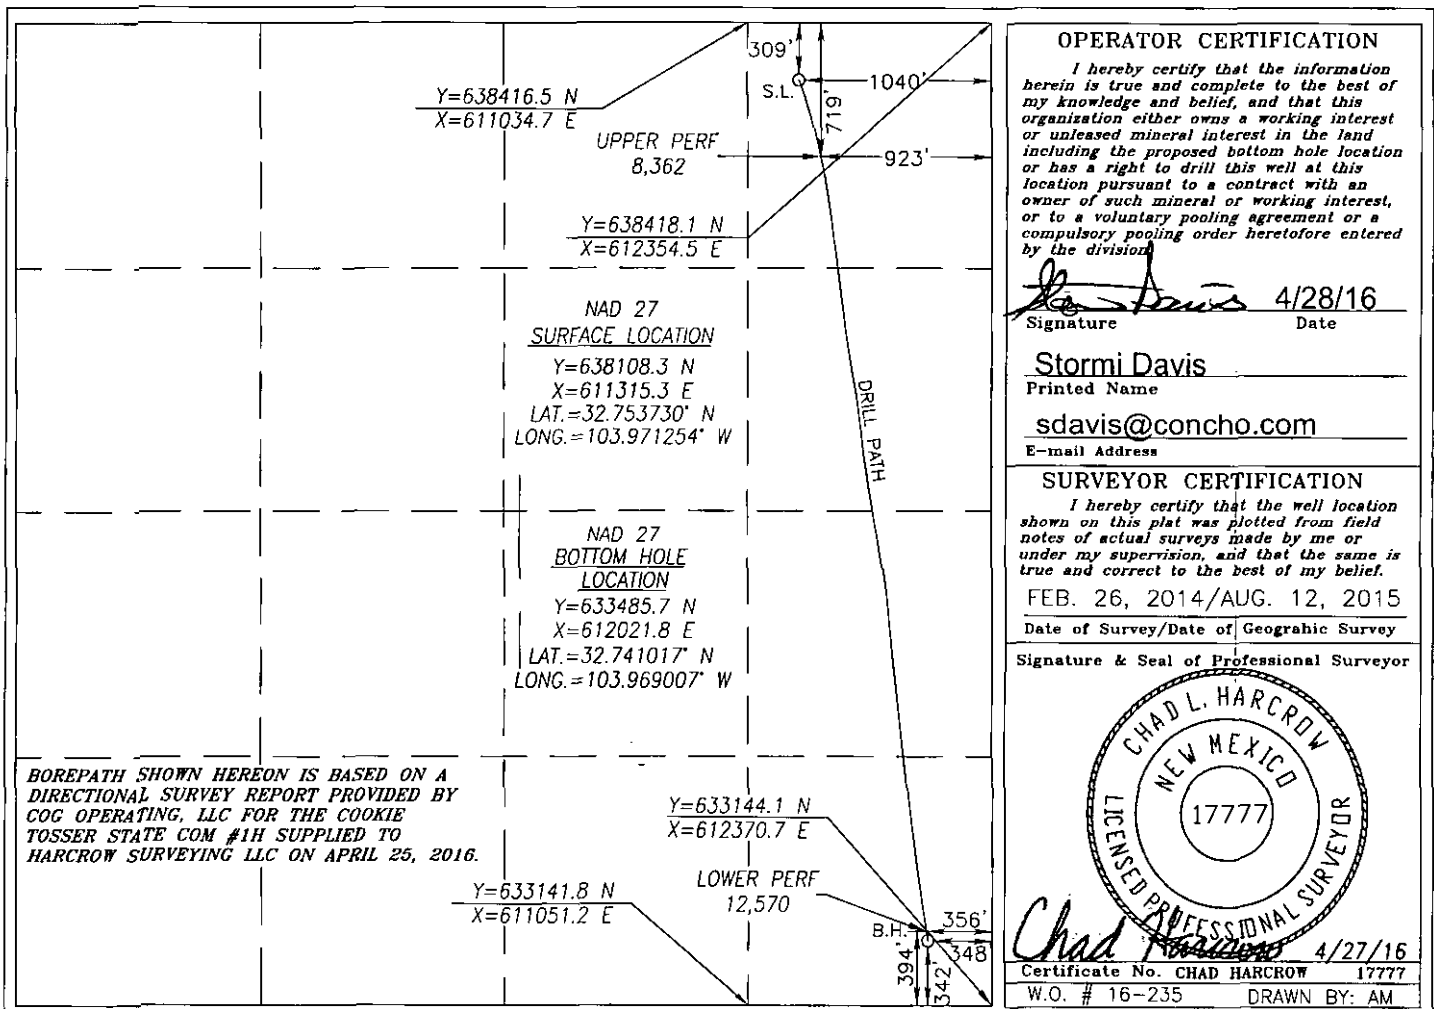 309'
1040'
S.L.
719'
Y=638416.5 N
X=611034.7 E
UPPER PERF
8,362
923'
Y=638418.1 N
X=612354.5 E
NAD 27
SURFACE LOCATION
Y=638108.3 N
X=611315.3 E
LAT.=32.753730° N
LONG.=103.971254° W
DRILL PATH
NAD 27
BOTTOM HOLE
LOCATION
Y=633485.7 N
X=612021.8 E
LAT.=32.741017° N
LONG.=103.969007° W
BOREPATH SHOWN HEREON IS BASED ON A
DIRECTIONAL SURVEY REPORT PROVIDED BY
COG OPERATING, LLC FOR THE COOKIE
TOSSER STATE COM #1H SUPPLIED TO
HARCROW SURVEYING LLC ON APRIL 25, 2016.
Y=633144.1 N
X=612370.7 E
LOWER PERF
12,570
Y=633141.8 N
X=611051.2 E
B.H.
356'
348'
394'
342'
OPERATOR CERTIFICATION
I hereby certify that the information
herein is true and complete to the best of
my knowledge and belief, and that this
organization either owns a working interest
or unleased mineral interest in the land
including the proposed bottom hole location
or has a right to drill this well at this
location pursuant to a contract with an
owner of such mineral or working interest,
or to a voluntary pooling agreement or a
compulsory pooling order heretofore entered
by the division
4/28/16
Signature Date
Stormi Davis
Printed Name
sdavis@concho.com
E-mail Address
SURVEYOR CERTIFICATION
I hereby certify that the well location
shown on this plat was plotted from field
notes of actual surveys made by me or
under my supervision, and that the same is
true and correct to the best of my belief.
FEB. 26, 2014/AUG. 12, 2015
Date of Survey/Date of Geograhic Survey
Signature & Seal of Professional Surveyor
CHAD L. HARCROW
NEW MEXICO
17777
LICENSED PROFESSIONAL SURVEYOR
Chad Harcrow 4/27/16
Certificate No. CHAD HARCROW 17777
W.O. # 16-235 DRAWN BY: AM